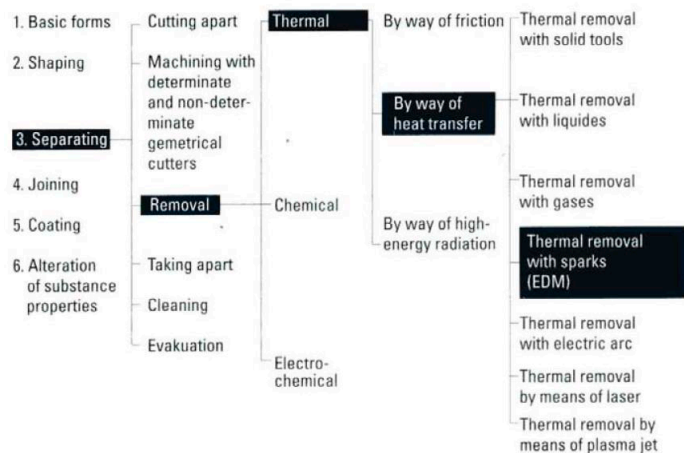 1. Basic forms
2. Shaping
3. Separating
4. Joining
5. Coating
6. Alteration
of substance
properties
Cutting apart
Machining with
determinate
and non-deter-
minate
gemetrical
cutters
Removal
Taking apart
Cleaning
Evakuation
Thermal
Chemical
Electro-
chemical
By way of friction
By way of
heat transfer
By way of high-
energy radiation
Thermal removal
with solid tools
Thermal removal
with liquides
Thermal removal
with gases
Thermal removal
with sparks
(EDM)
Thermal removal
with electric arc
Thermal removal
by means of laser
Thermal removal by
means of plasma jet